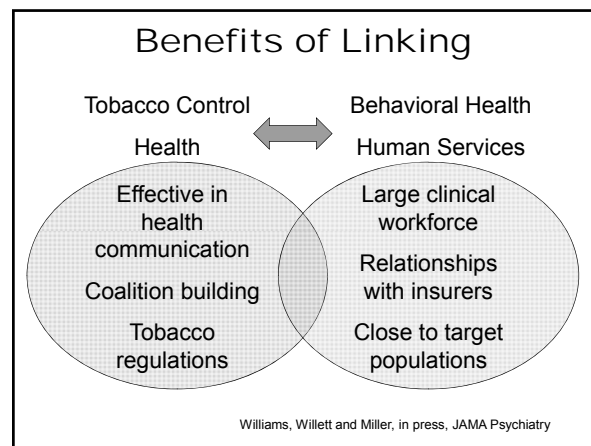 Benefits of Linking
Tobacco Control
Health
Behavioral Health
Human Services
Effective in
health
communication
Coalition building
Tobacco
regulations
Large clinical
workforce
Relationships
with insurers
Close to target
populations
Williams, Willett and Miller, in press, JAMA Psychiatry